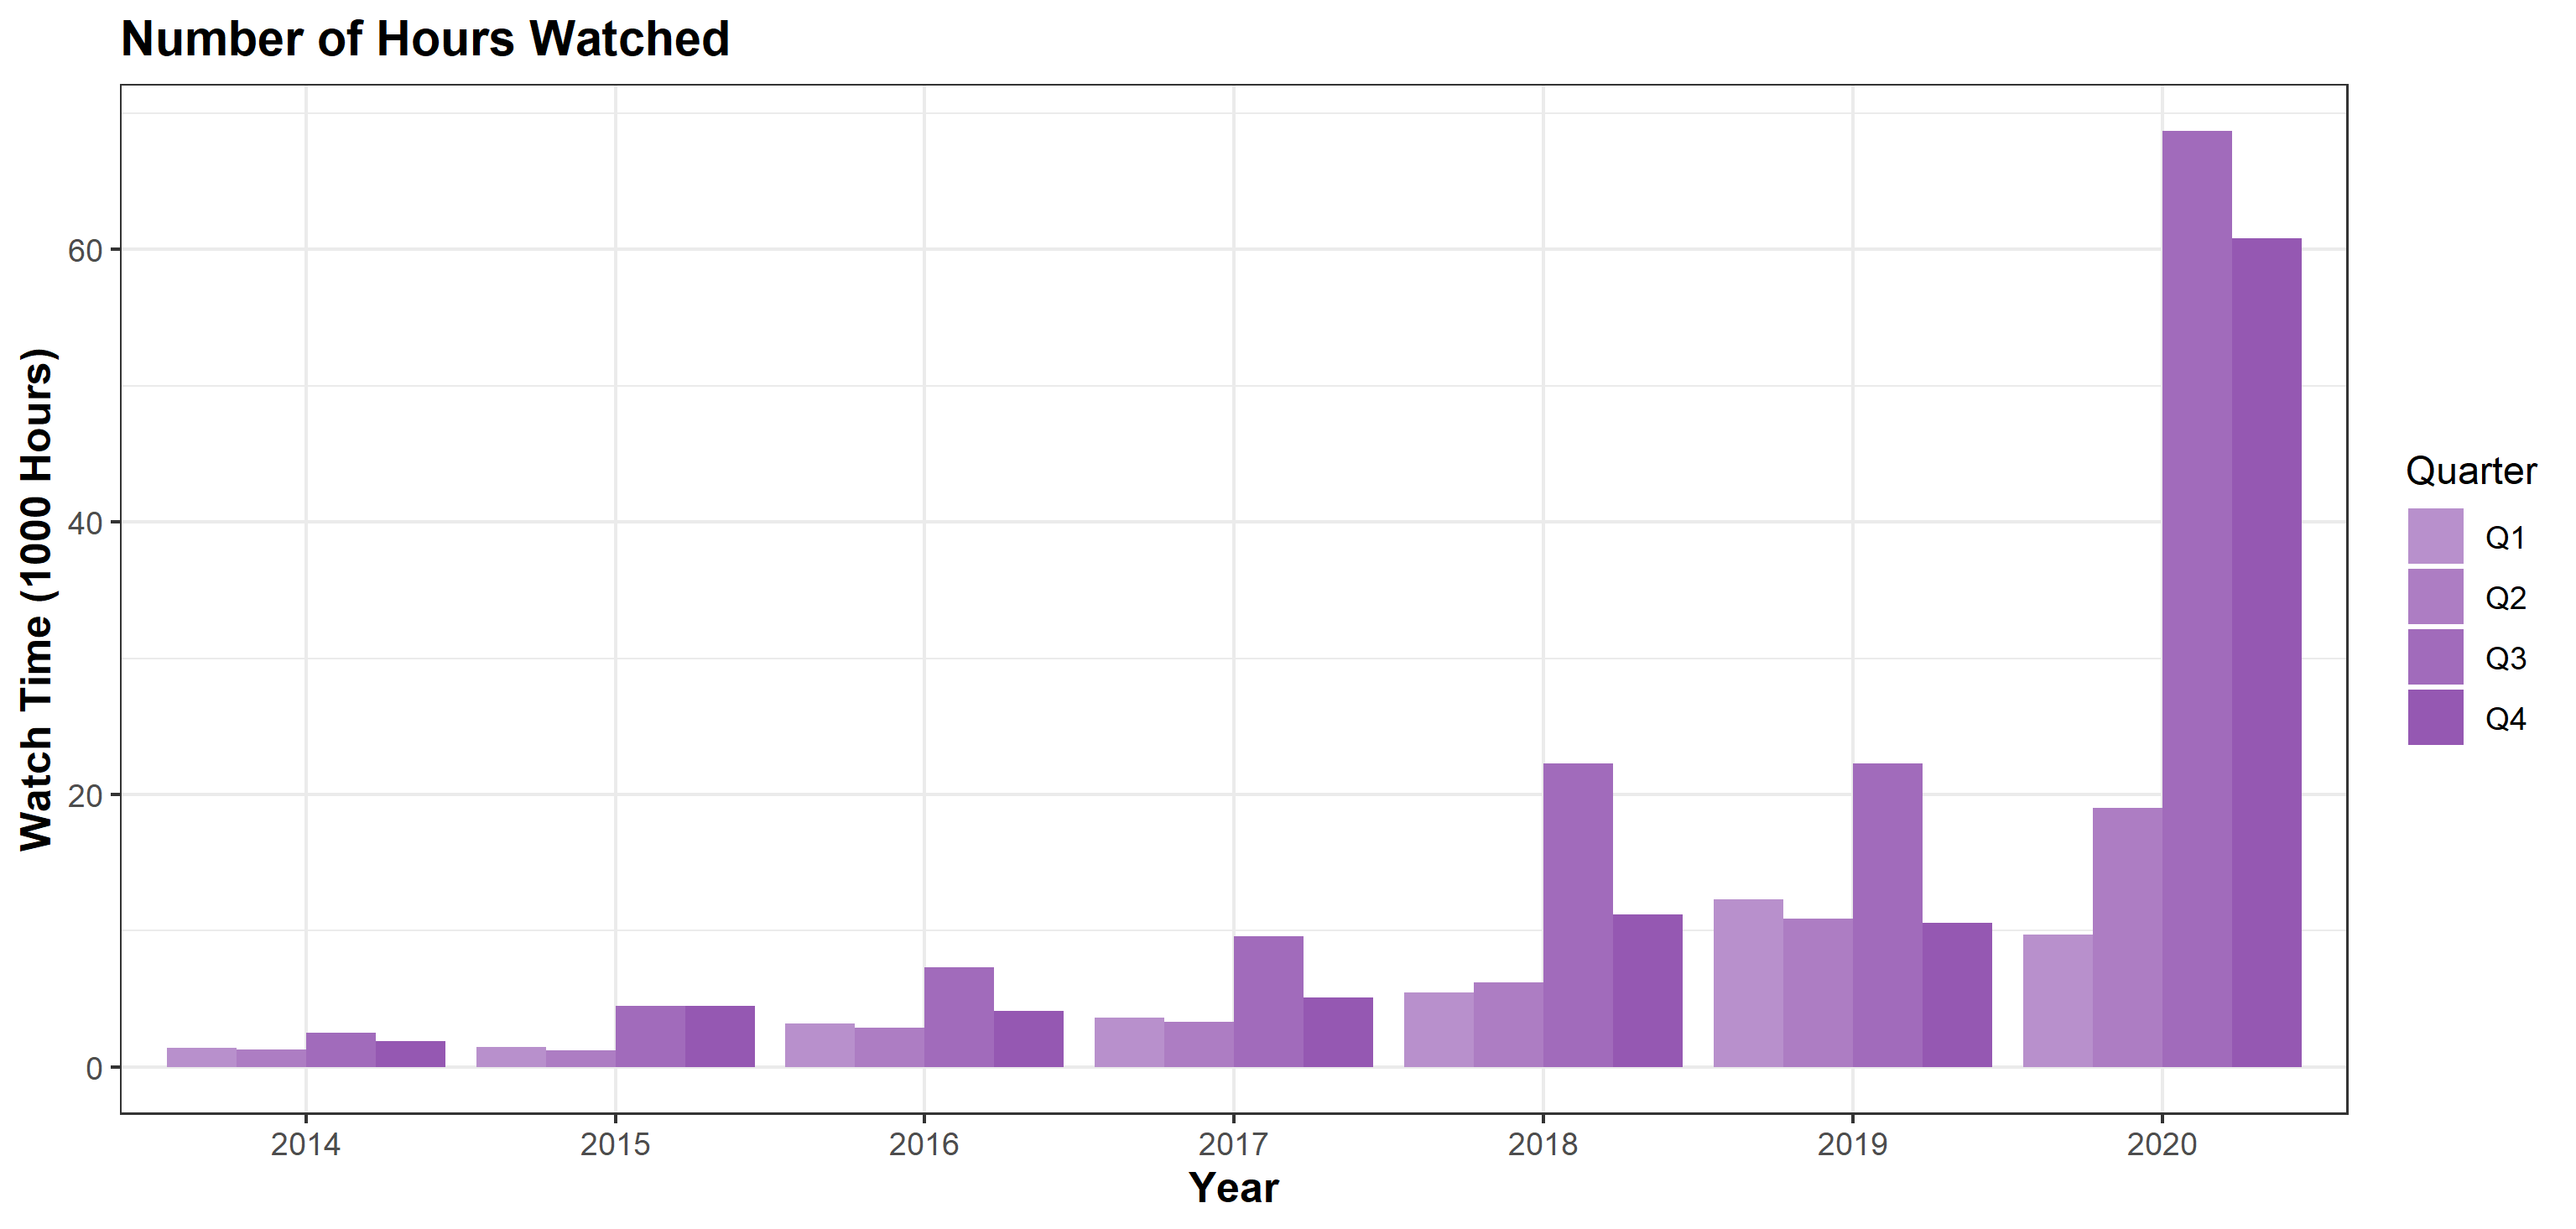 Number of Hours Watched
Watch Time (1000 Hours)
60
40
20
0
2014 2015 2016 2017 2018 2019 2020
Year
Quarter
Q1
Q2
Q3
Q4